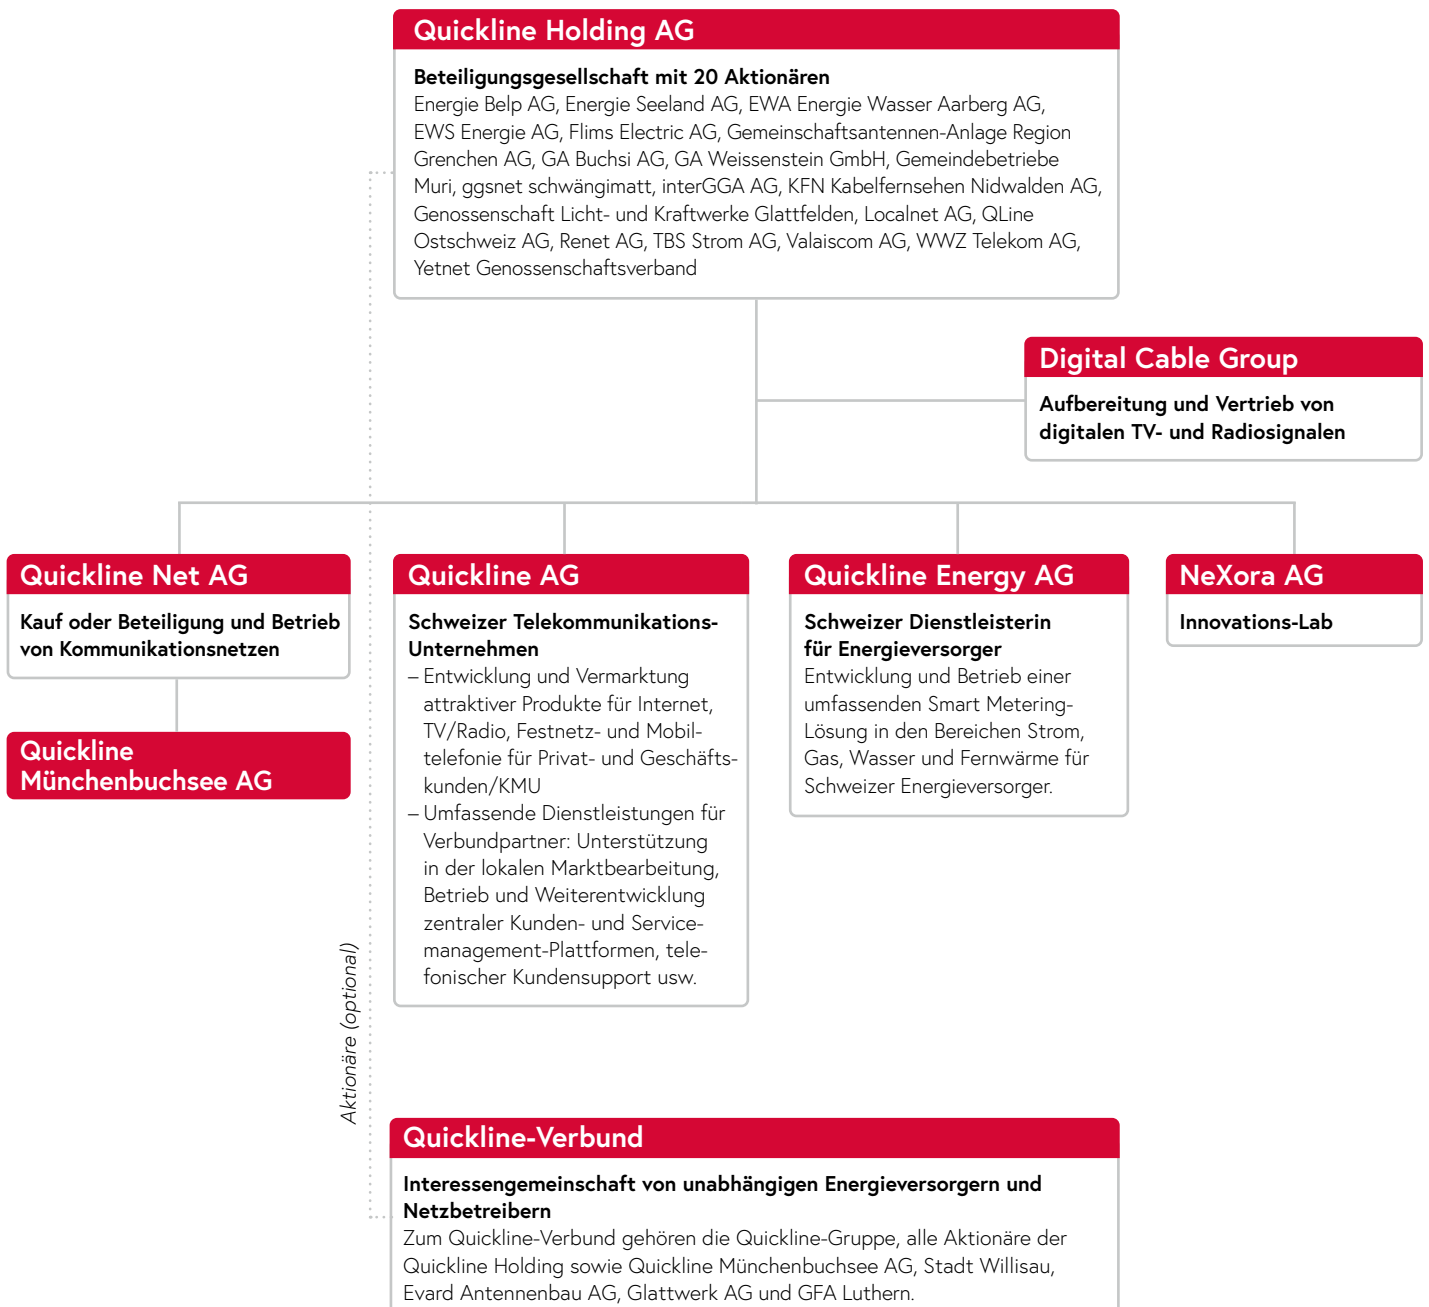 Quickline Holding AG
Beteiligungsgesellschaft mit 20 Aktionären
Energie Belp AG, Energie Seeland AG, EWA Energie Wasser Aarberg AG,
EWS Energie AG, Flims Electric AG, Gemeinschaftsantennen-Anlage Region
Grenchen AG, GA Buchsi AG, GA Weissenstein GmbH, Gemeindebetriebe
Muri, ggsnet schwängimatt, interGGA AG, KFN Kabelfernsehen Nidwalden AG,
Genossenschaft Licht- und Kraftwerke Glattfelden, Localnet AG, QLine
Ostschweiz AG, Renet AG, TBS Strom AG, Valaiscom AG, WWZ Telekom AG,
Yetnet Genossenschaftsverband
Digital Cable Group
Aufbereitung und Vertrieb von
digitalen TV- und Radiosignalen
Quickline Net AG
Kauf oder Beteiligung und Betrieb
von Kommunikationsnetzen
Quickline
Münchenbuchsee AG
Quickline AG
Schweizer Telekommunikations-
Unternehmen
– Entwicklung und Vermarktung
attraktiver Produkte für Internet,
TV/Radio, Festnetz- und Mobil-
telefonie für Privat- und Geschäfts-
kunden/KMU
– Umfassende Dienstleistungen für
Verbundpartner: Unterstützung
in der lokalen Marktbearbeitung,
Betrieb und Weiterentwicklung
zentraler Kunden- und Service-
management-Plattformen, tele-
fonischer Kundensupport usw.
Quickline Energy AG
Schweizer Dienstleisterin
für Energieversorger
Entwicklung und Betrieb einer
umfassenden Smart Metering-
Lösung in den Bereichen Strom,
Gas, Wasser und Fernwärme für
Schweizer Energieversorger.
NeXora AG
Innovations-Lab
Aktionäre (optional)
Quickline-Verbund
Interessengemeinschaft von unabhängigen Energieversorgern und
Netzbetreibern
Zum Quickline-Verbund gehören die Quickline-Gruppe, alle Aktionäre der
Quickline Holding sowie Quickline Münchenbuchsee AG, Stadt Willisau,
Evard Antennenbau AG, Glattwerk AG und GFA Luthern.